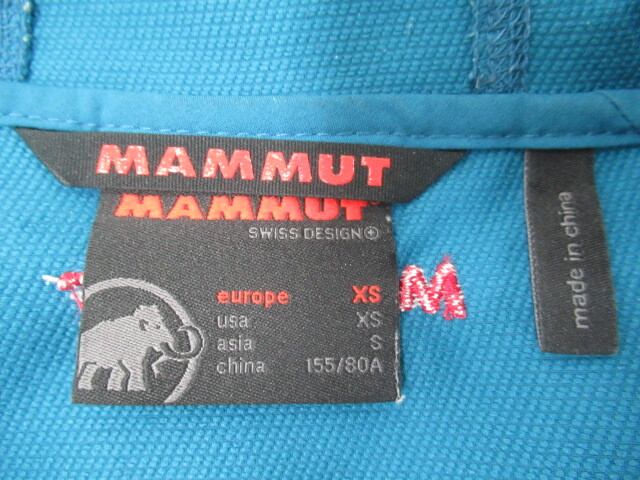 MAMMUT
MAMMUT
SWISS DESIGN
europe XS
usa XS
asia S
china 155/80A
M
made in china